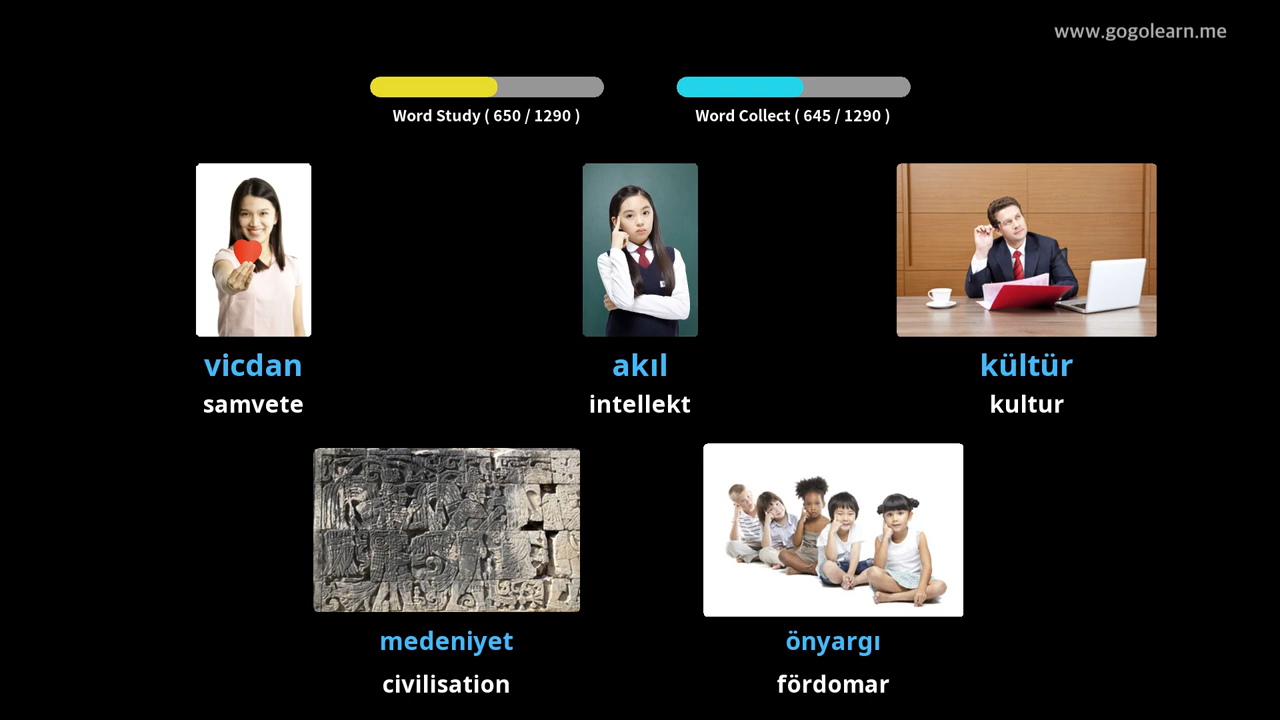 www.gogolearn.me
Word Study ( 650 / 1290 )
Word Collect ( 645 / 1290 )
vicdan
samvete
akıl
intellekt
kültür
kultur
medeniyet
civilisation
önyargı
fördomar